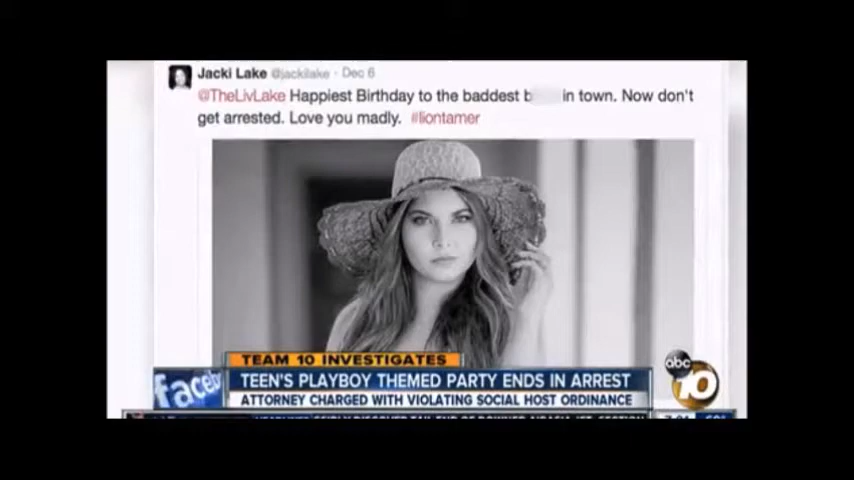 Jacki Lake @jackilake · Dec 6
@TheLivLake Happiest Birthday to the baddest b in town. Now don't
get arrested. Love you madly. #liontamer
TEAM 10 INVESTIGATES
faceb
TEEN'S PLAYBOY THEMED PARTY ENDS IN ARREST
ATTORNEY CHARGED WITH VIOLATING SOCIAL HOST ORDINANCE
abc
10